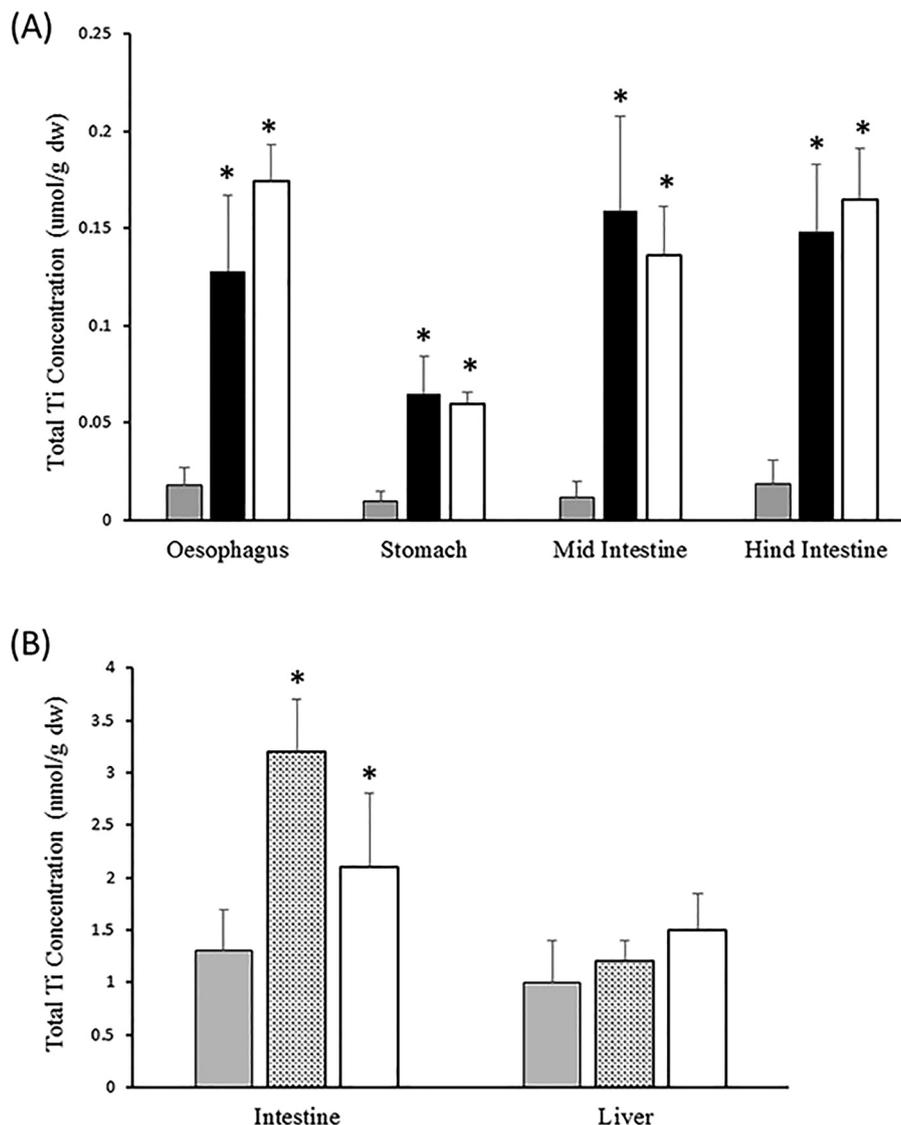 (A)
Total Ti Concentration (umol/g dw)
0.25
0.2
0.15
0.1
0.05
0
* * * * * * * *
Oesophagus Stomach Mid Intestine Hind Intestine
(B)
Total Ti Concentration (nmol/g dw)
4
3.5
3
2.5
2
1.5
1
0.5
0
* *
Intestine Liver